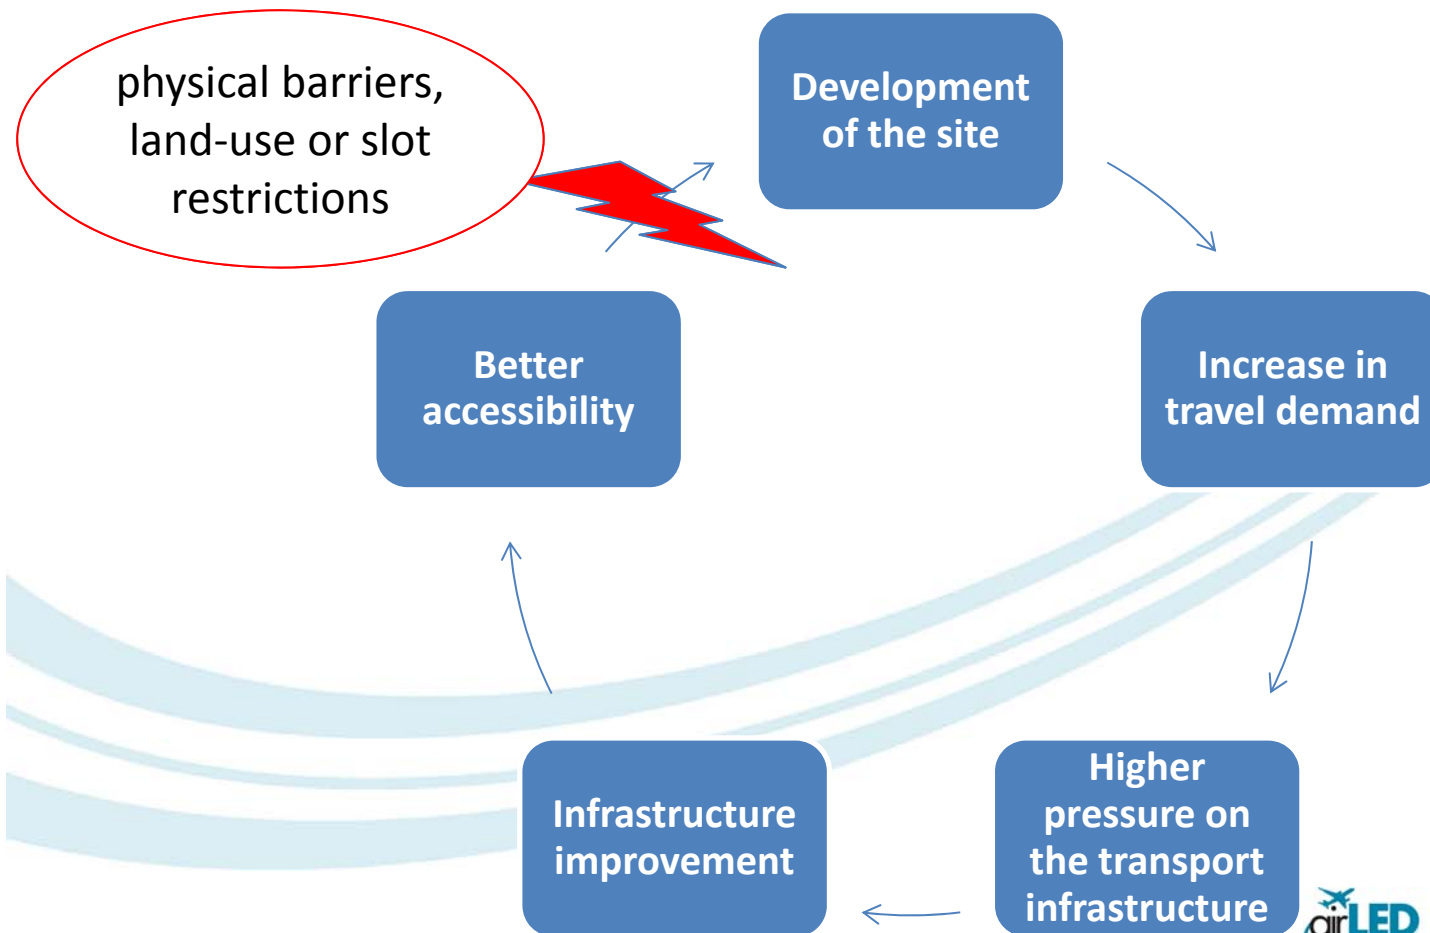 physical barriers,
land-use or slot
restrictions
Development
of the site
Better
accessibility
Increase in
travel demand
Infrastructure
improvement
Higher
pressure on
the transport
infrastructure
airLED